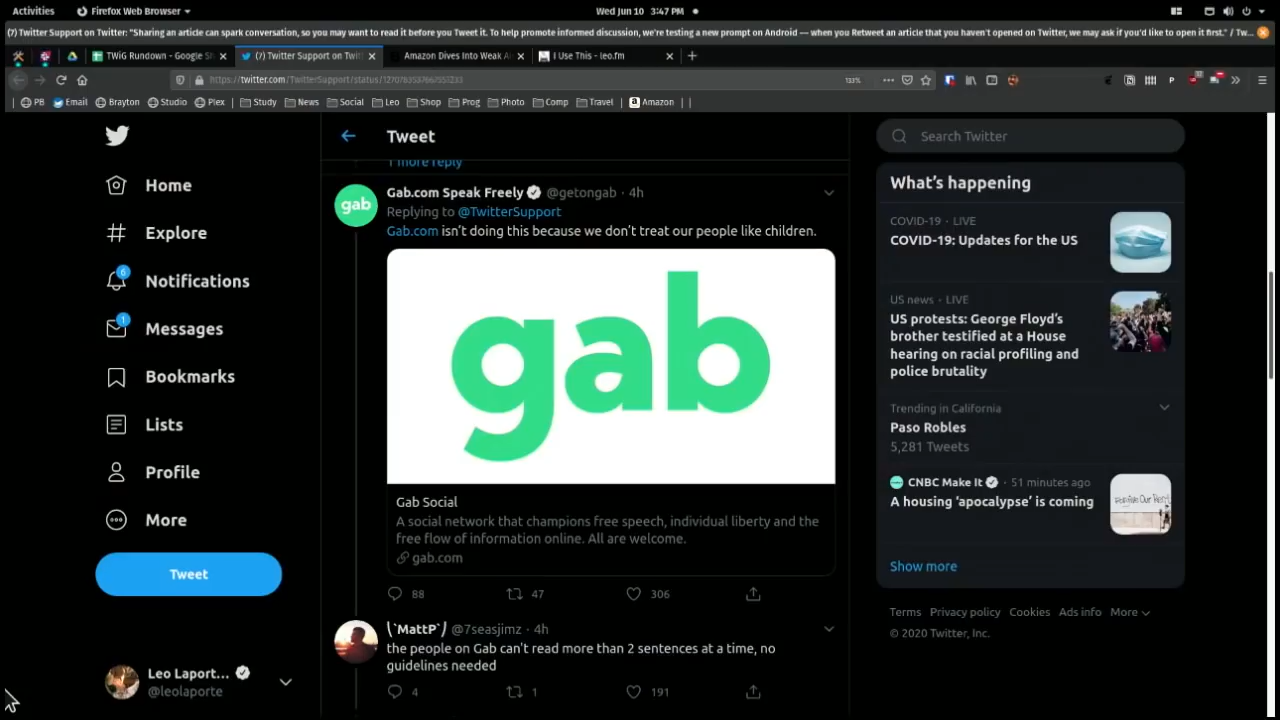 Activities
Firefox Web Browser
Wed Jun 10 3:47 PM
(7) Twitter Support on Twitter: "Sharing an article can spark conversation, so you may want to read it before you Tweet it. To help promote informed discussion, we're testing a new prompt on Android — when you Retweet an article that you haven't opened on Twitter, we may ask if you'd like to open it first." / Tw...
TWiG Rundown - Google Sh
(7) Twitter Support on Twit
Amazon Dives Into Weak AI
I Use This - leo.fm
133%
PB
Email
Brayton
Studio
Plex
Study
News
Social
Leo
Shop
Prog
Photo
Comp
Travel
Amazon
Home
Explore
6
Notifications
1
Messages
Bookmarks
Lists
Profile
More
Tweet
Leo Laport...
@leolaporte
Tweet
1 more reply
gab
Gab.com Speak Freely @getongab · 4h
Replying to @TwitterSupport
Gab.com isn't doing this because we don't treat our people like children.
gab
Gab Social
A social network that champions free speech, individual liberty and the
free flow of information online. All are welcome.
gab.com
88 47 306
⎝⎛MattP⎠⎞ @7seasjimz · 4h
the people on Gab can't read more than 2 sentences at a time, no
guidelines needed
4 1 191
Search Twitter
What's happening
COVID-19 · LIVE
COVID-19: Updates for the US
US news · LIVE
US protests: George Floyd's
brother testified at a House
hearing on racial profiling and
police brutality
Trending in California
Paso Robles
5,281 Tweets
CNBC Make It · 51 minutes ago
A housing 'apocalypse' is coming
Show more
Terms Privacy policy Cookies Ads info More
© 2020 Twitter, Inc.